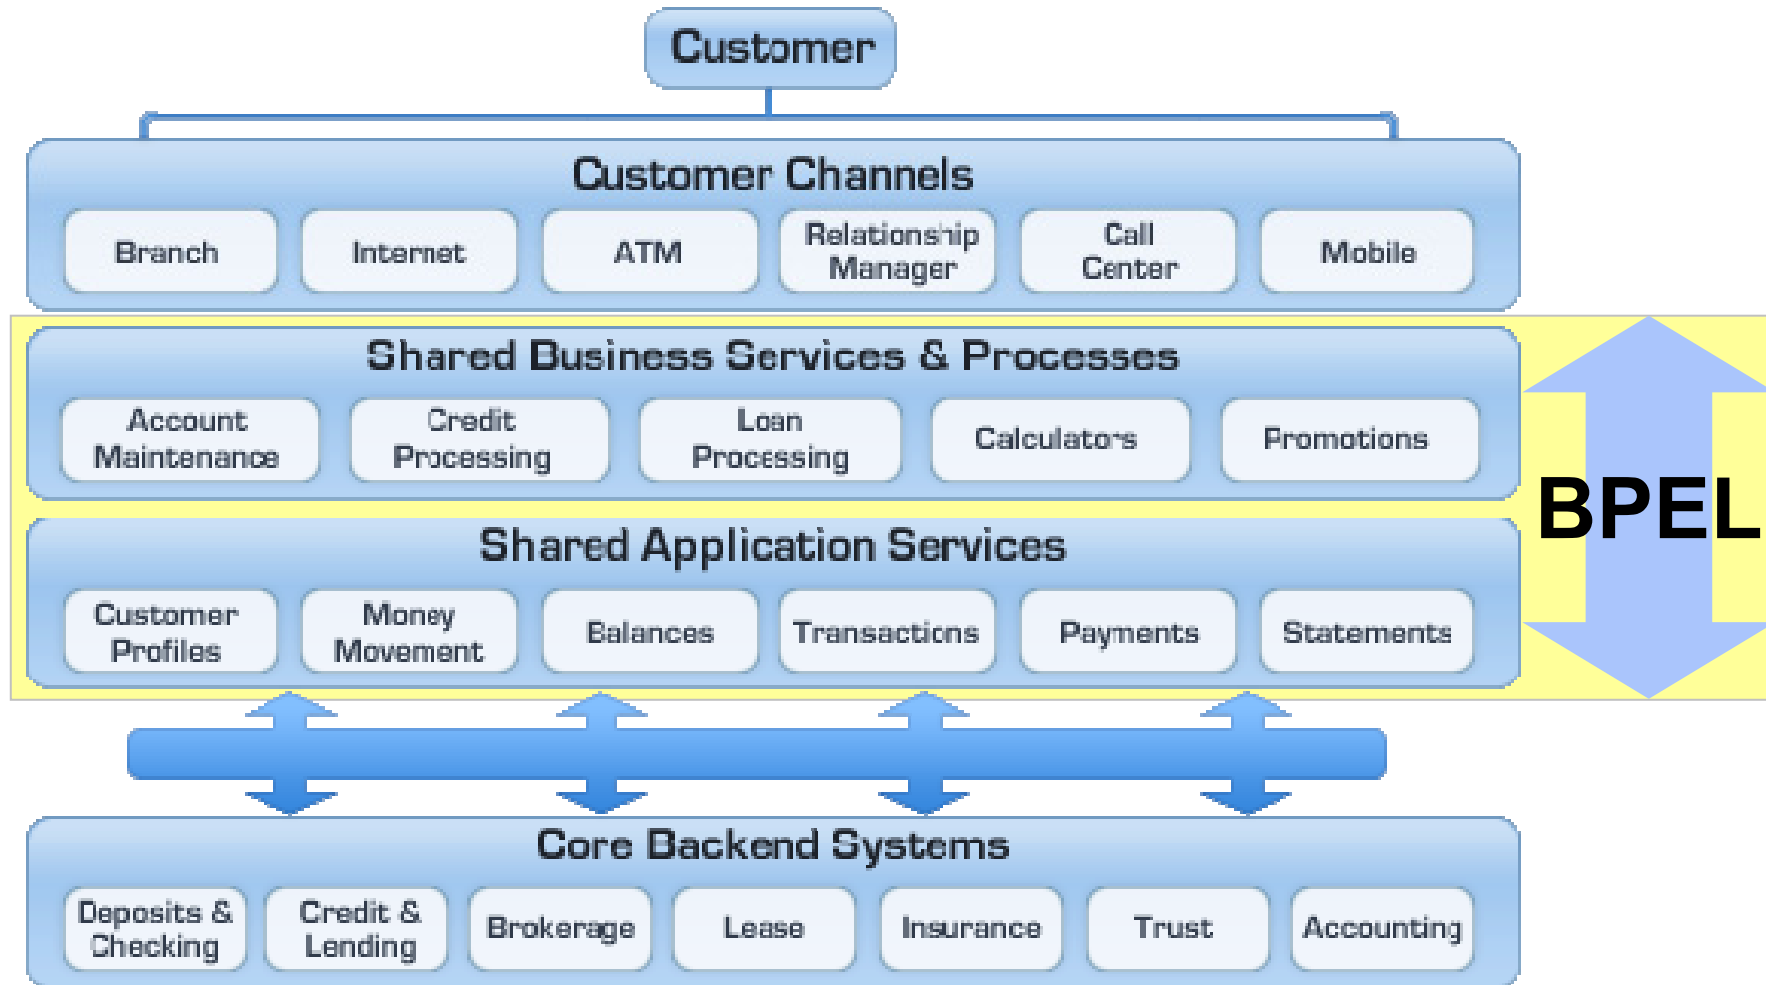 Customer
Customer Channels
Branch
Internet
ATM
Relationship
Manager
Call
Center
Mobile
Shared Business Services & Processes
Account
Maintenance
Credit
Processing
Loan
Processing
Calculators
Promotions
BPEL
Shared Application Services
Customer
Profiles
Money
Movement
Balances
Transactions
Payments
Statements
Core Backend Systems
Deposits &
Checking
Credit &
Lending
Brokerage
Lease
Insurance
Trust
Accounting